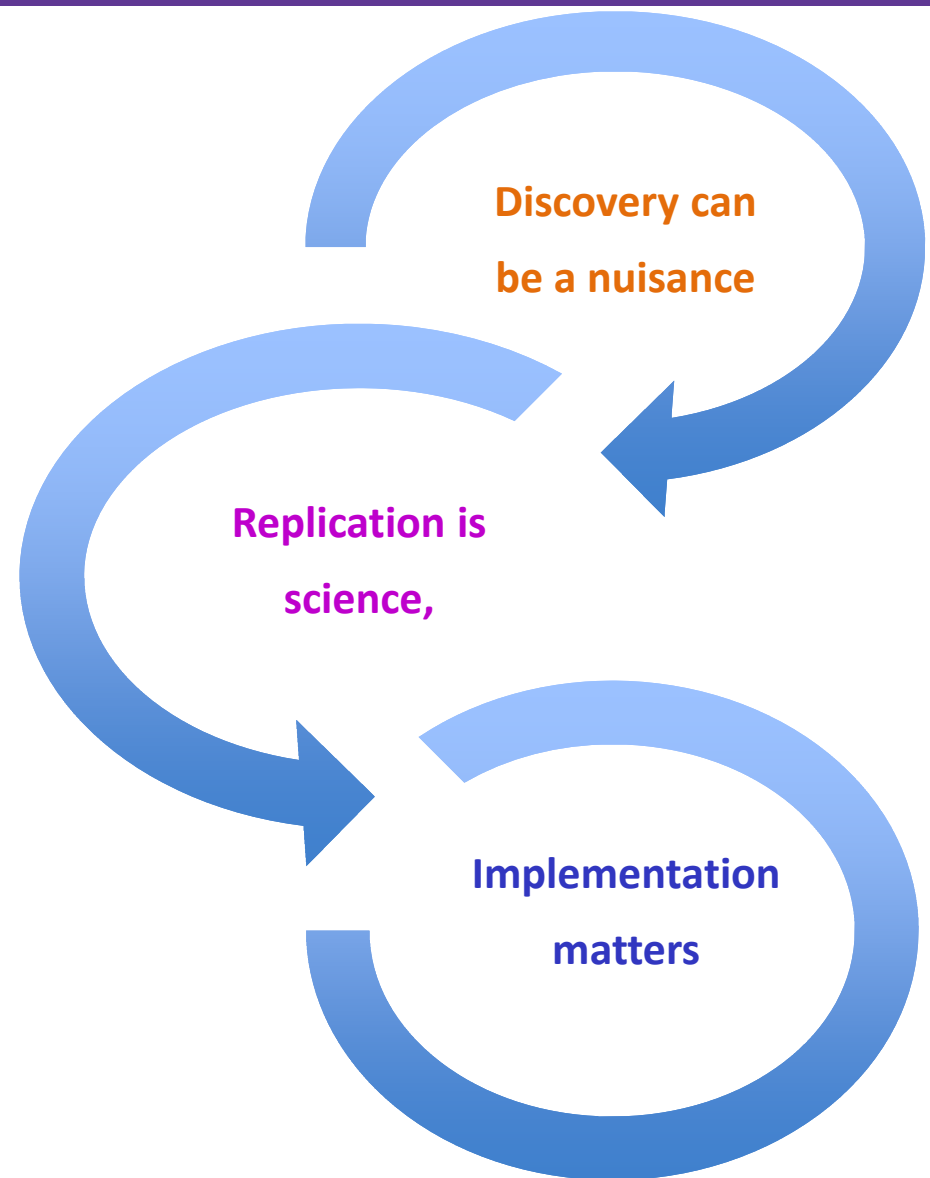 Discovery can
be a nuisance
Replication is
science,
Implementation
matters